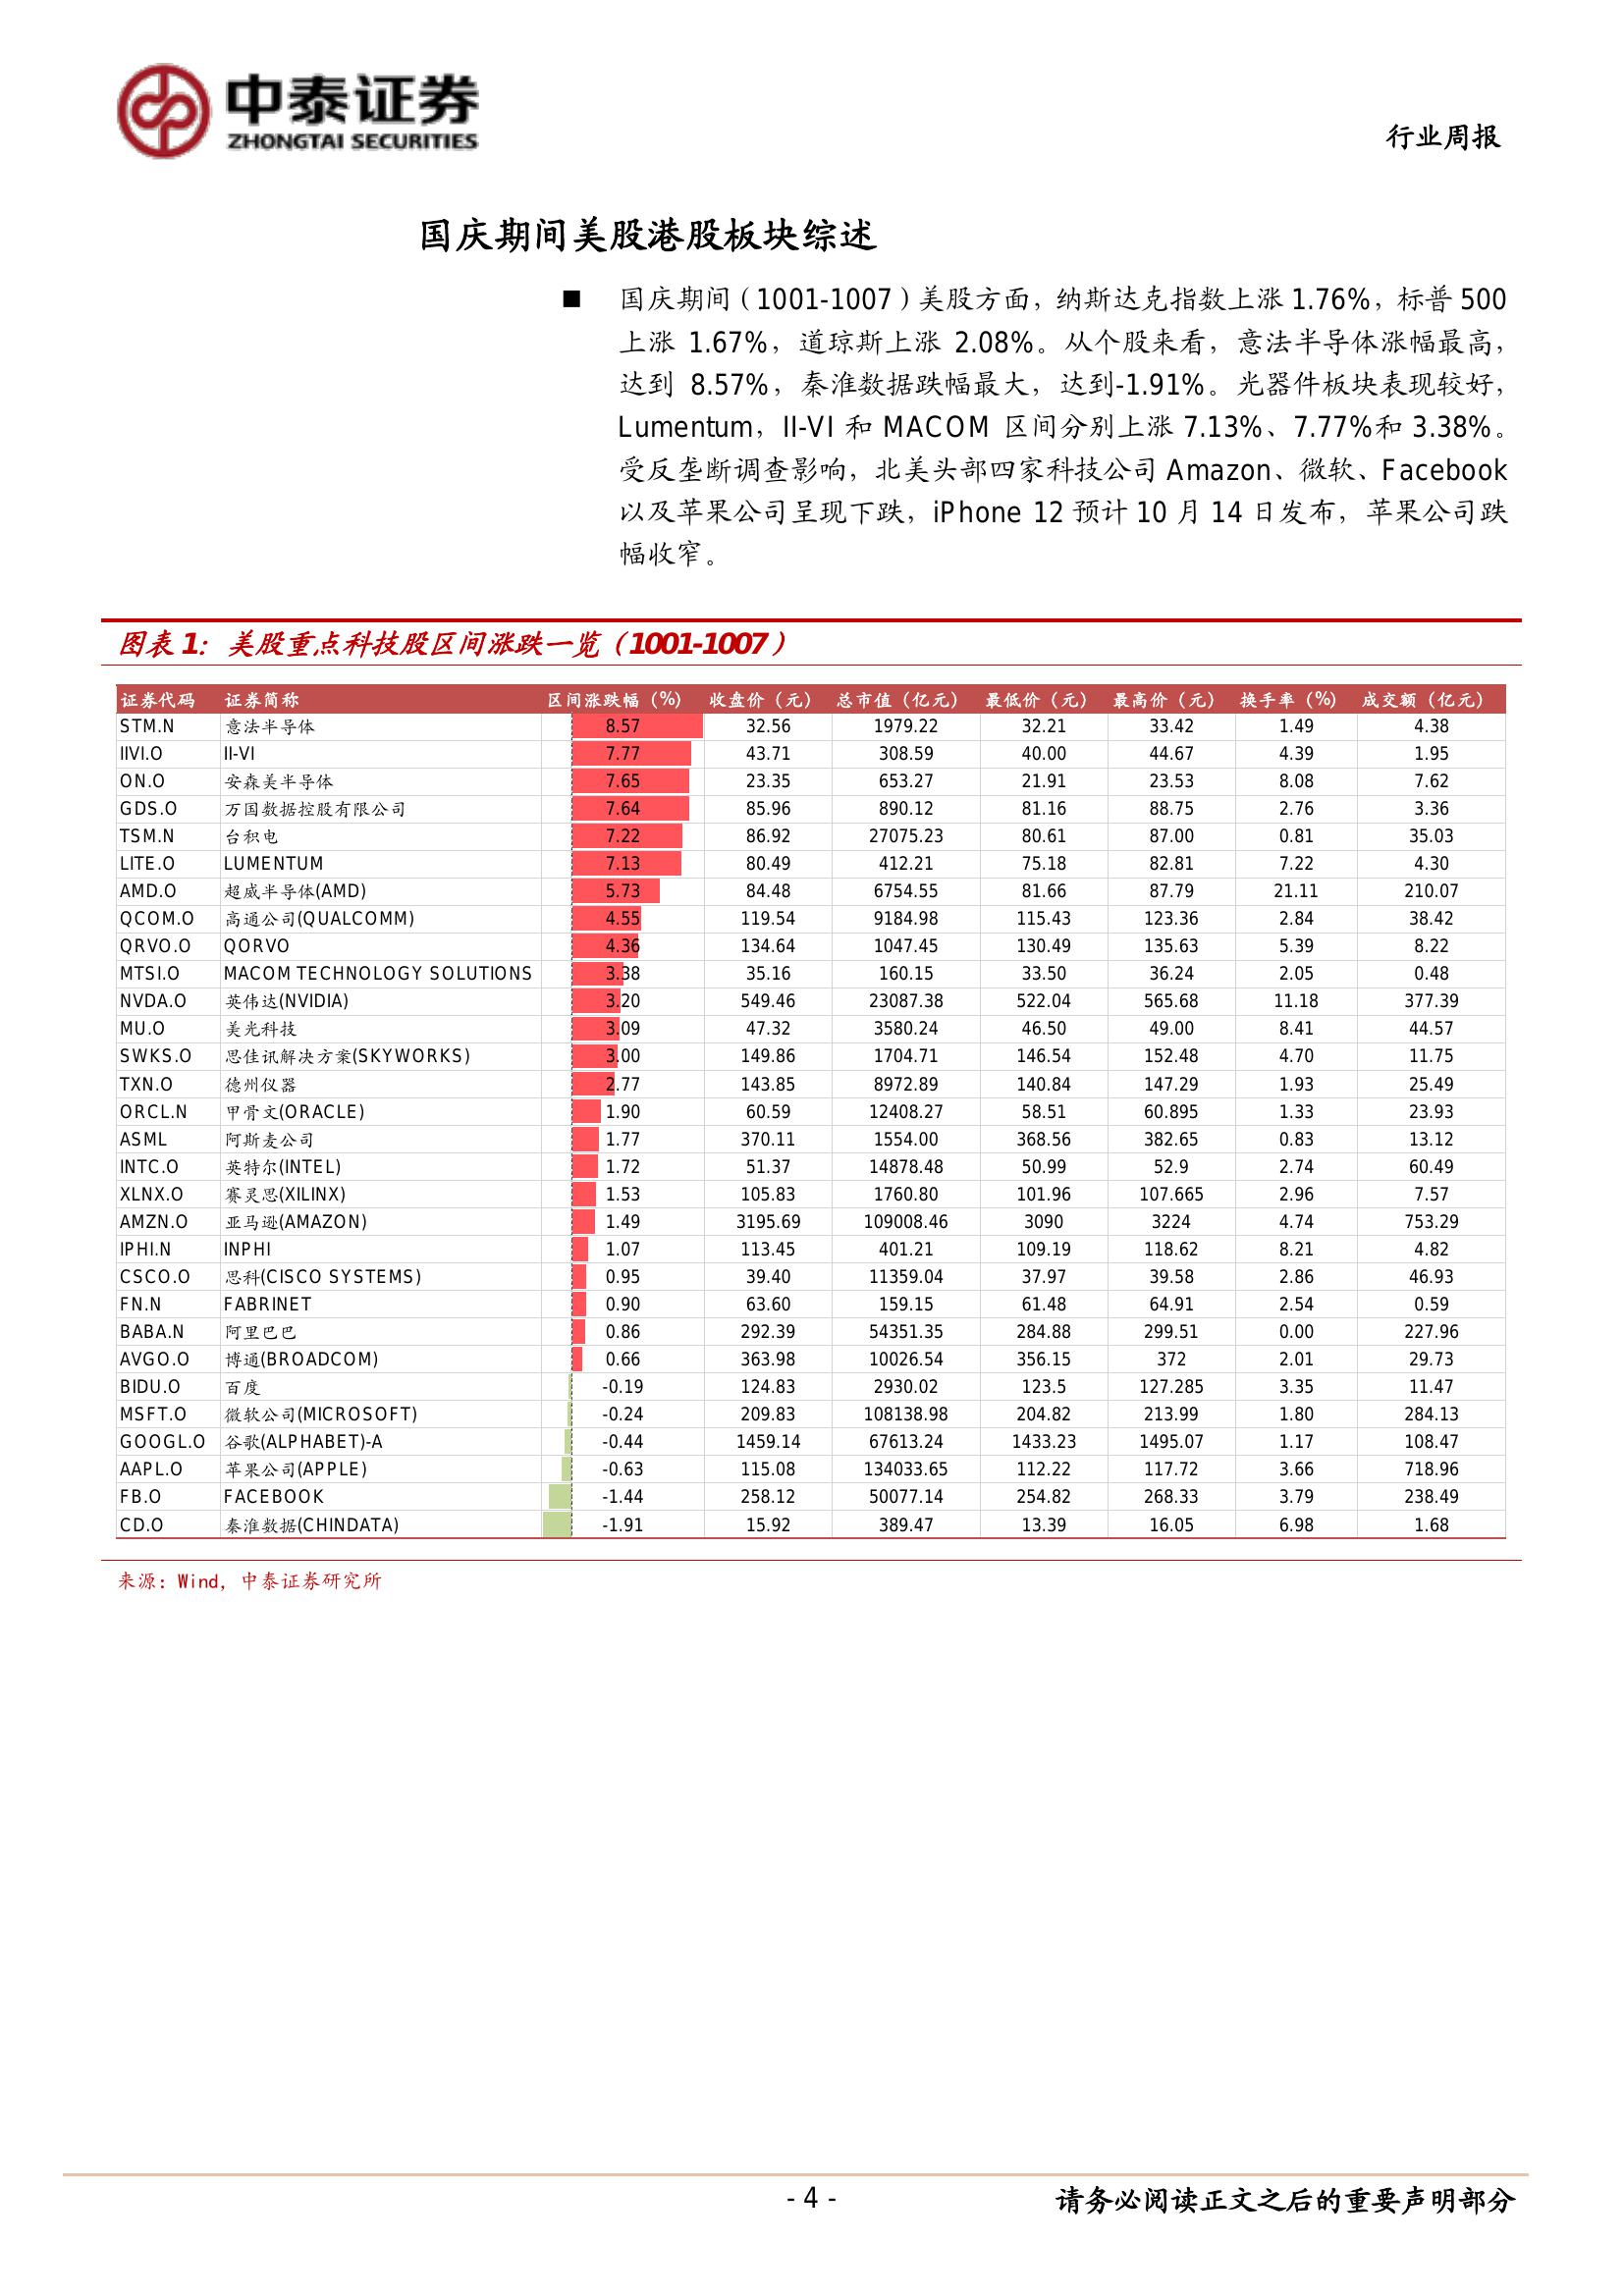 中泰证券
ZHONGTAI SECURITIES
行业周报
国庆期间美股港股板块综述
■ 国庆期间（1001-1007）美股方面，纳斯达克指数上涨 1.76%，标普 500
上涨 1.67%，道琼斯上涨 2.08%。从个股来看，意法半导体涨幅最高，
达到 8.57%，秦淮数据跌幅最大，达到-1.91%。光器件板块表现较好，
Lumentum，II-VI 和 MACOM 区间分别上涨 7.13%、7.77%和 3.38%。
受反垄断调查影响，北美头部四家科技公司 Amazon、微软、Facebook
以及苹果公司呈现下跌，iPhone 12 预计 10 月 14 日发布，苹果公司跌
幅收窄。
图表 1：美股重点科技股区间涨跌一览（1001-1007）
证券代码 证券简称 区间涨跌幅（%） 收盘价（元） 总市值（亿元） 最低价（元） 最高价（元） 换手率（%） 成交额（亿元）
STM.N 意法半导体 8.57 32.56 1979.22 32.21 33.42 1.49 4.38
IIVI.O II-VI 7.77 43.71 308.59 40.00 44.67 4.39 1.95
ON.O 安森美半导体 7.65 23.35 653.27 21.91 23.53 8.08 7.62
GDS.O 万国数据控股有限公司 7.64 85.96 890.12 81.16 88.75 2.76 3.36
TSM.N 台积电 7.22 86.92 27075.23 80.61 87.00 0.81 35.03
LITE.O LUMENTUM 7.13 80.49 412.21 75.18 82.81 7.22 4.30
AMD.O 超威半导体(AMD) 5.73 84.48 6754.55 81.66 87.79 21.11 210.07
QCOM.O 高通公司(QUALCOMM) 4.55 119.54 9184.98 115.43 123.36 2.84 38.42
QRVO.O QORVO 4.36 134.64 1047.45 130.49 135.63 5.39 8.22
MTSI.O MACOM TECHNOLOGY SOLUTIONS 3.38 35.16 160.15 33.50 36.24 2.05 0.48
NVDA.O 英伟达(NVIDIA) 3.20 549.46 23087.38 522.04 565.68 11.18 377.39
MU.O 美光科技 3.09 47.32 3580.24 46.50 49.00 8.41 44.57
SWKS.O 思佳讯解决方案(SKYWORKS) 3.00 149.86 1704.71 146.54 152.48 4.70 11.75
TXN.O 德州仪器 2.77 143.85 8972.89 140.84 147.29 1.93 25.49
ORCL.N 甲骨文(ORACLE) 1.90 60.59 12408.27 58.51 60.895 1.33 23.93
ASML 阿斯麦公司 1.77 370.11 1554.00 368.56 382.65 0.83 13.12
INTC.O 英特尔(INTEL) 1.72 51.37 14878.48 50.99 52.9 2.74 60.49
XLNX.O 赛灵思(XILINX) 1.53 105.83 1760.80 101.96 107.665 2.96 7.57
AMZN.O 亚马逊(AMAZON) 1.49 3195.69 109008.46 3090 3224 4.74 753.29
IPHI.N INPHI 1.07 113.45 401.21 109.19 118.62 8.21 4.82
CSCO.O 思科(CISCO SYSTEMS) 0.95 39.40 11359.04 37.97 39.58 2.86 46.93
FN.N FABRINET 0.90 63.60 159.15 61.48 64.91 2.54 0.59
BABA.N 阿里巴巴 0.86 292.39 54351.35 284.88 299.51 0.00 227.96
AVGO.O 博通(BROADCOM) 0.66 363.98 10026.54 356.15 372 2.01 29.73
BIDU.O 百度 -0.19 124.83 2930.02 123.5 127.285 3.35 11.47
MSFT.O 微软公司(MICROSOFT) -0.24 209.83 108138.98 204.82 213.99 1.80 284.13
GOOGL.O 谷歌(ALPHABET)-A -0.44 1459.14 67613.24 1433.23 1495.07 1.17 108.47
AAPL.O 苹果公司(APPLE) -0.63 115.08 134033.65 112.22 117.72 3.66 718.96
FB.O FACEBOOK -1.44 258.12 50077.14 254.82 268.33 3.79 238.49
CD.O 秦淮数据(CHINDATA) -1.91 15.92 389.47 13.39 16.05 6.98 1.68
来源：Wind，中泰证券研究所
- 4 -
请务必阅读正文之后的重要声明部分